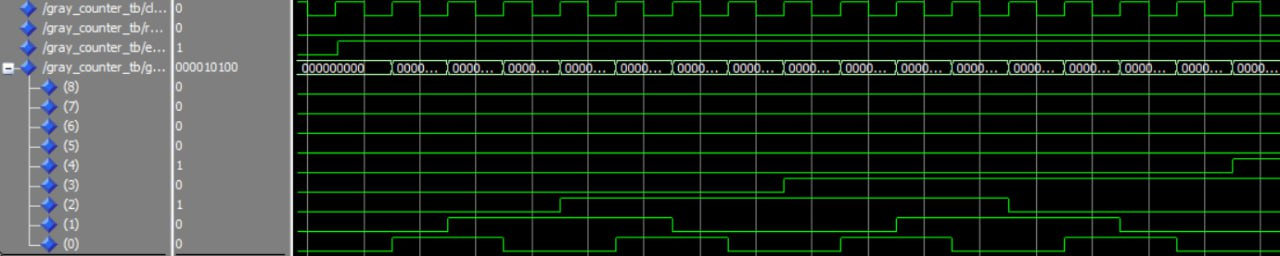 /gray_counter_tb/cl... 0
/gray_counter_tb/r... 0
/gray_counter_tb/e... 1
/gray_counter_tb/g... 000010100 000000000 0000... 0000... 0000... 0000... 0000... 0000... 0000... 0000... 0000... 0000... 0000... 0000... 0000... 0000... 0000... 0000...
(8) 0
(7) 0
(6) 0
(5) 0
(4) 1
(3) 0
(2) 1
(1) 0
(0) 0